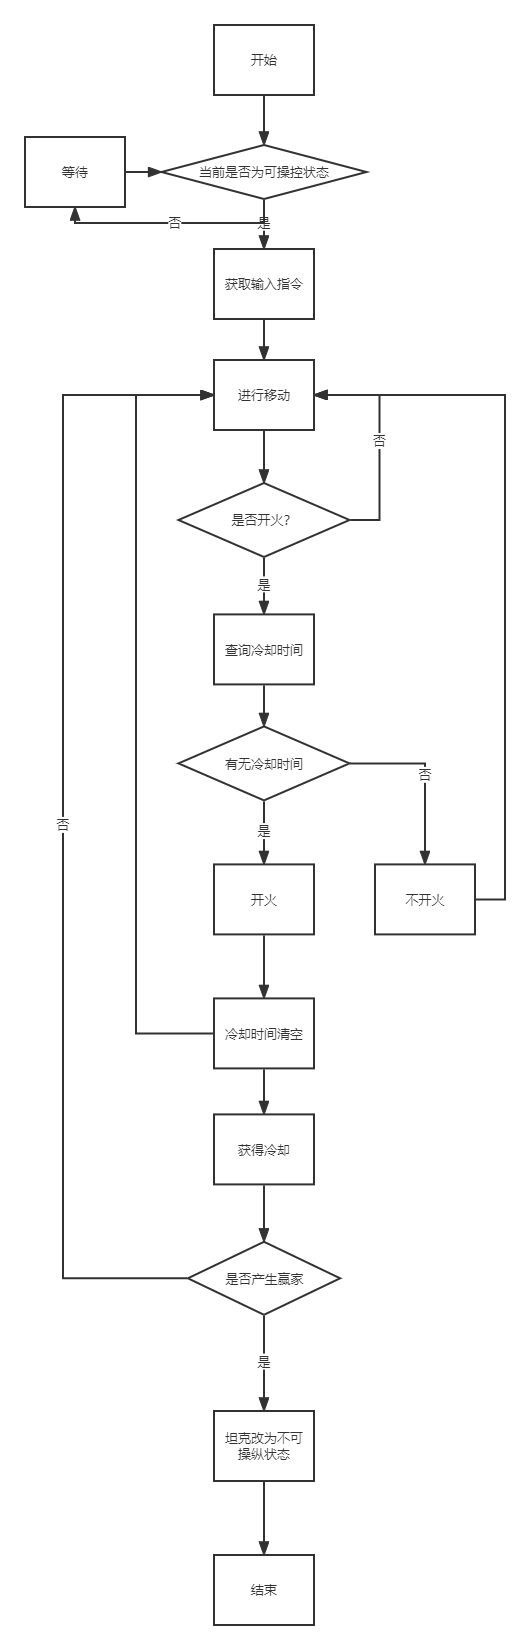 开始
等待
当前是否为可操控状态
否
是
获取输入指令
进行移动
否
是否开火?
是
查询冷却时间
有无冷却时间
否
否
是
开火
不开火
冷却时间清空
获得冷却
是否产生赢家
是
坦克改为不可
操纵状态
结束